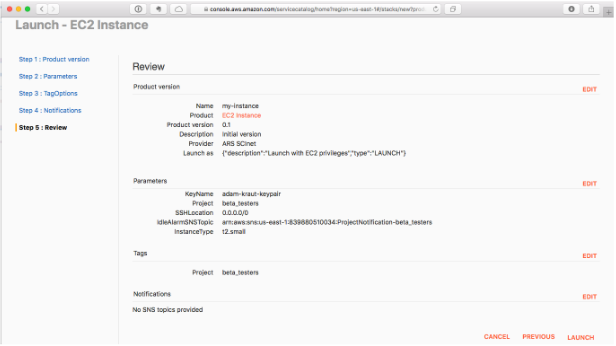 console.aws.amazon.com/servicecatalog/home?region=us-east-1#/stacks/new?prod
Launch - EC2 Instance
Step 1 : Product version
Step 2 : Parameters
Step 3 : TagOptions
Step 4 : Notifications
Step 5 : Review
Review
Product version
EDIT
Name my-instance
Product EC2 Instance
Product version 0.1
Description Initial version
Provider ARS SCInet
Launch as {"description":"Launch with EC2 privileges","type":"LAUNCH"}
Parameters
EDIT
KeyName adam-kraut-keypair
Project beta_testers
SSHLocation 0.0.0.0/0
IdleAlarmSNSTopic arn:aws:sns:us-east-1:839880510034:ProjectNotification-beta_testers
InstanceType t2.small
Tags
EDIT
Project beta_testers
Notifications
EDIT
No SNS topics provided
CANCEL PREVIOUS LAUNCH